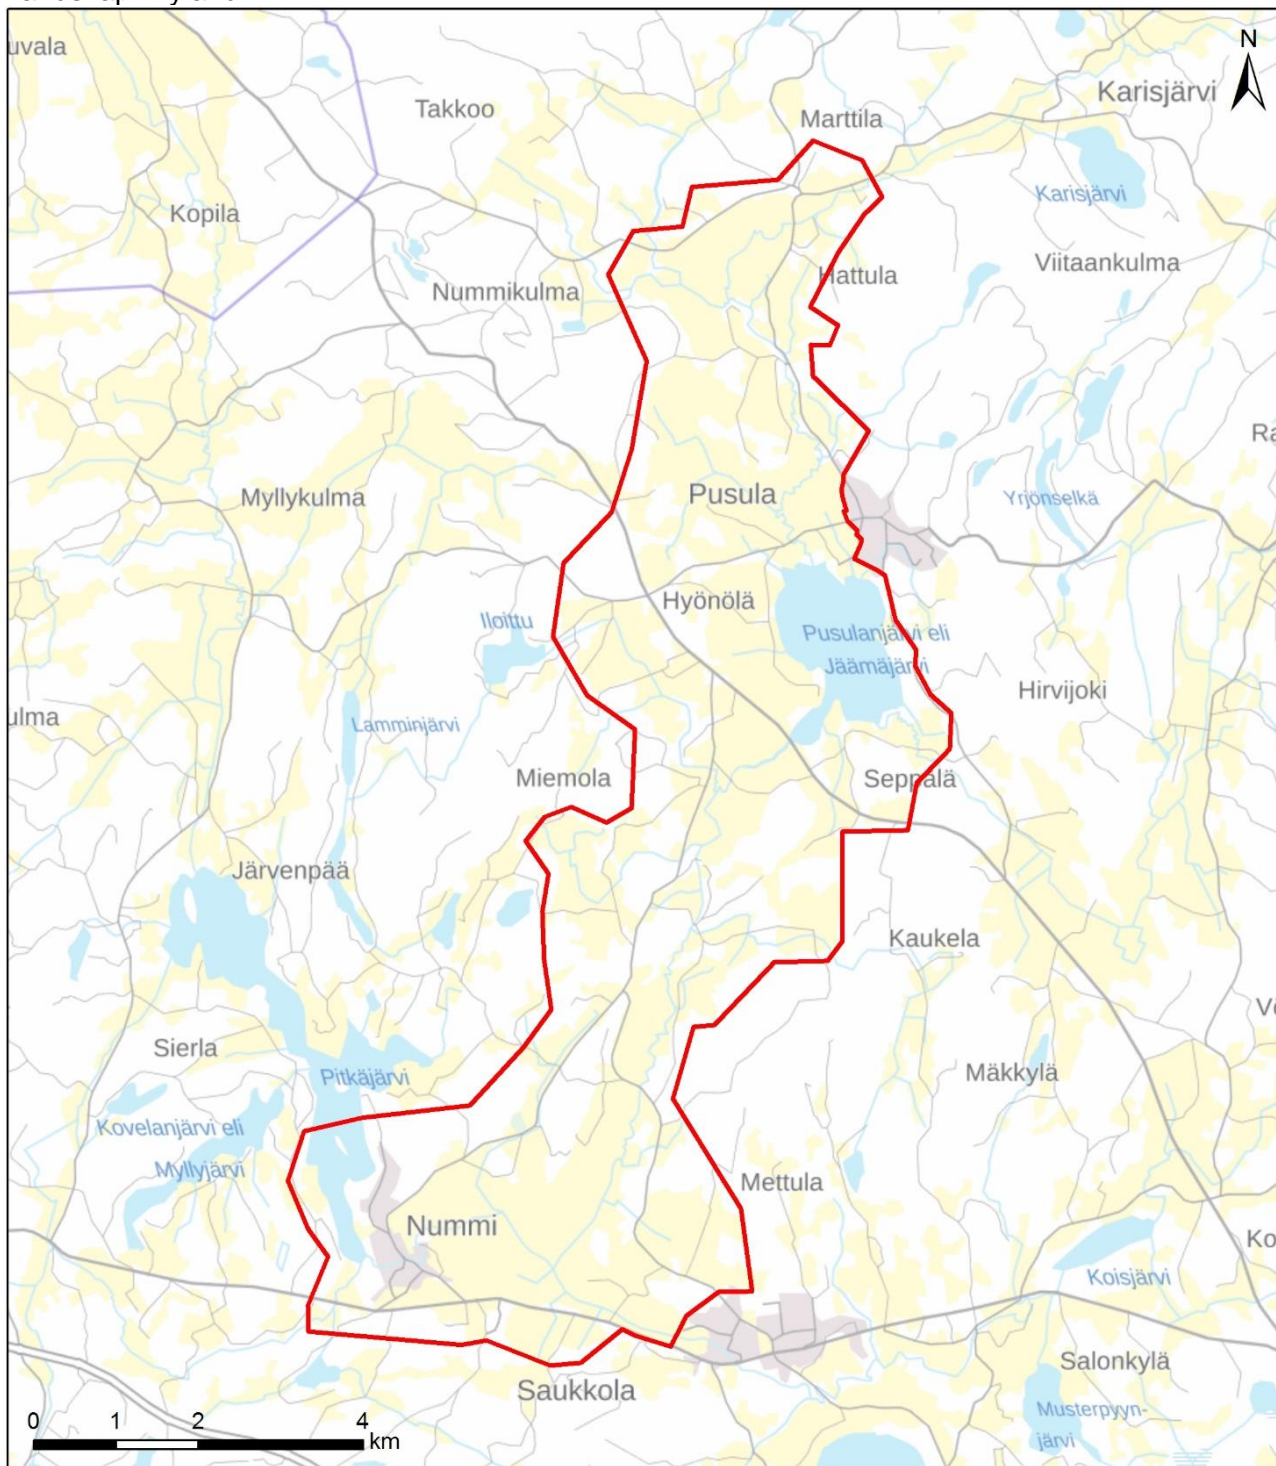 uvala
N
Karisjärvi
Takkoo
Marttila
Karisjärvi
Kopila
Viitaankulma
Hattula
Nummikulma
Ra
Pusula
Myllykulma
Yrjönselkä
Hyönölä
Iloittu
Pusulanjärvi eli
Jäämäjärvi
Hirvijoki
ulma
Lamminjärvi
Miemola
Seppälä
Järvenpää
Kaukela
Sierla
Pitkäjärvi
Mäkkylä
Kovelanjärvi eli
Myllyjärvi
Mettula
Nummi
Ko
Koisjärvi
Salonkylä
Saukkola
Musterpyyn-
järvi
0 1 2 4
km